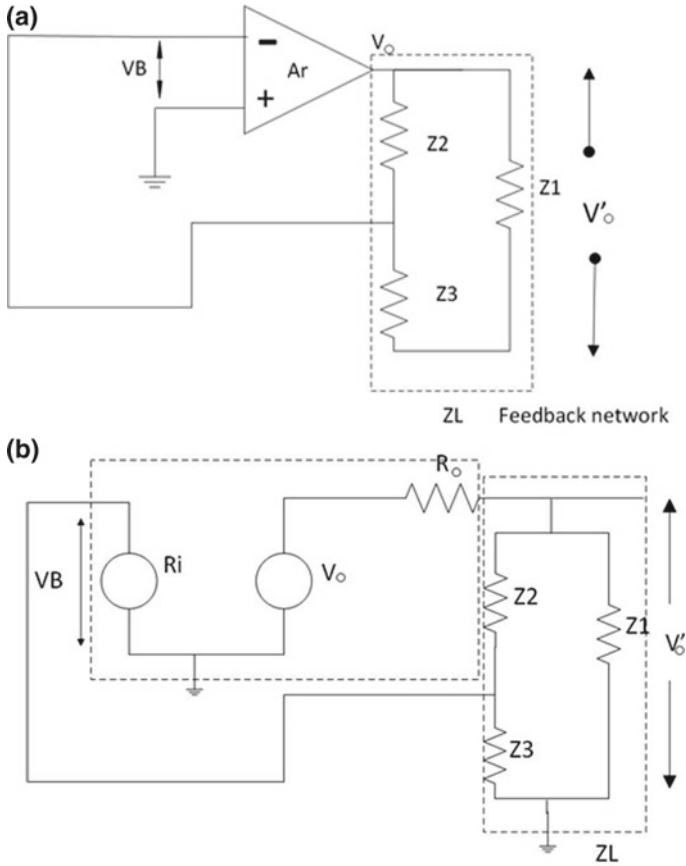 (a)
VB
−
+
Ar
V○
Z2
Z1
Z3
V'○
ZL Feedback network
(b)
R○
VB
Ri
V○
Z2
Z1
V'○
Z3
ZL